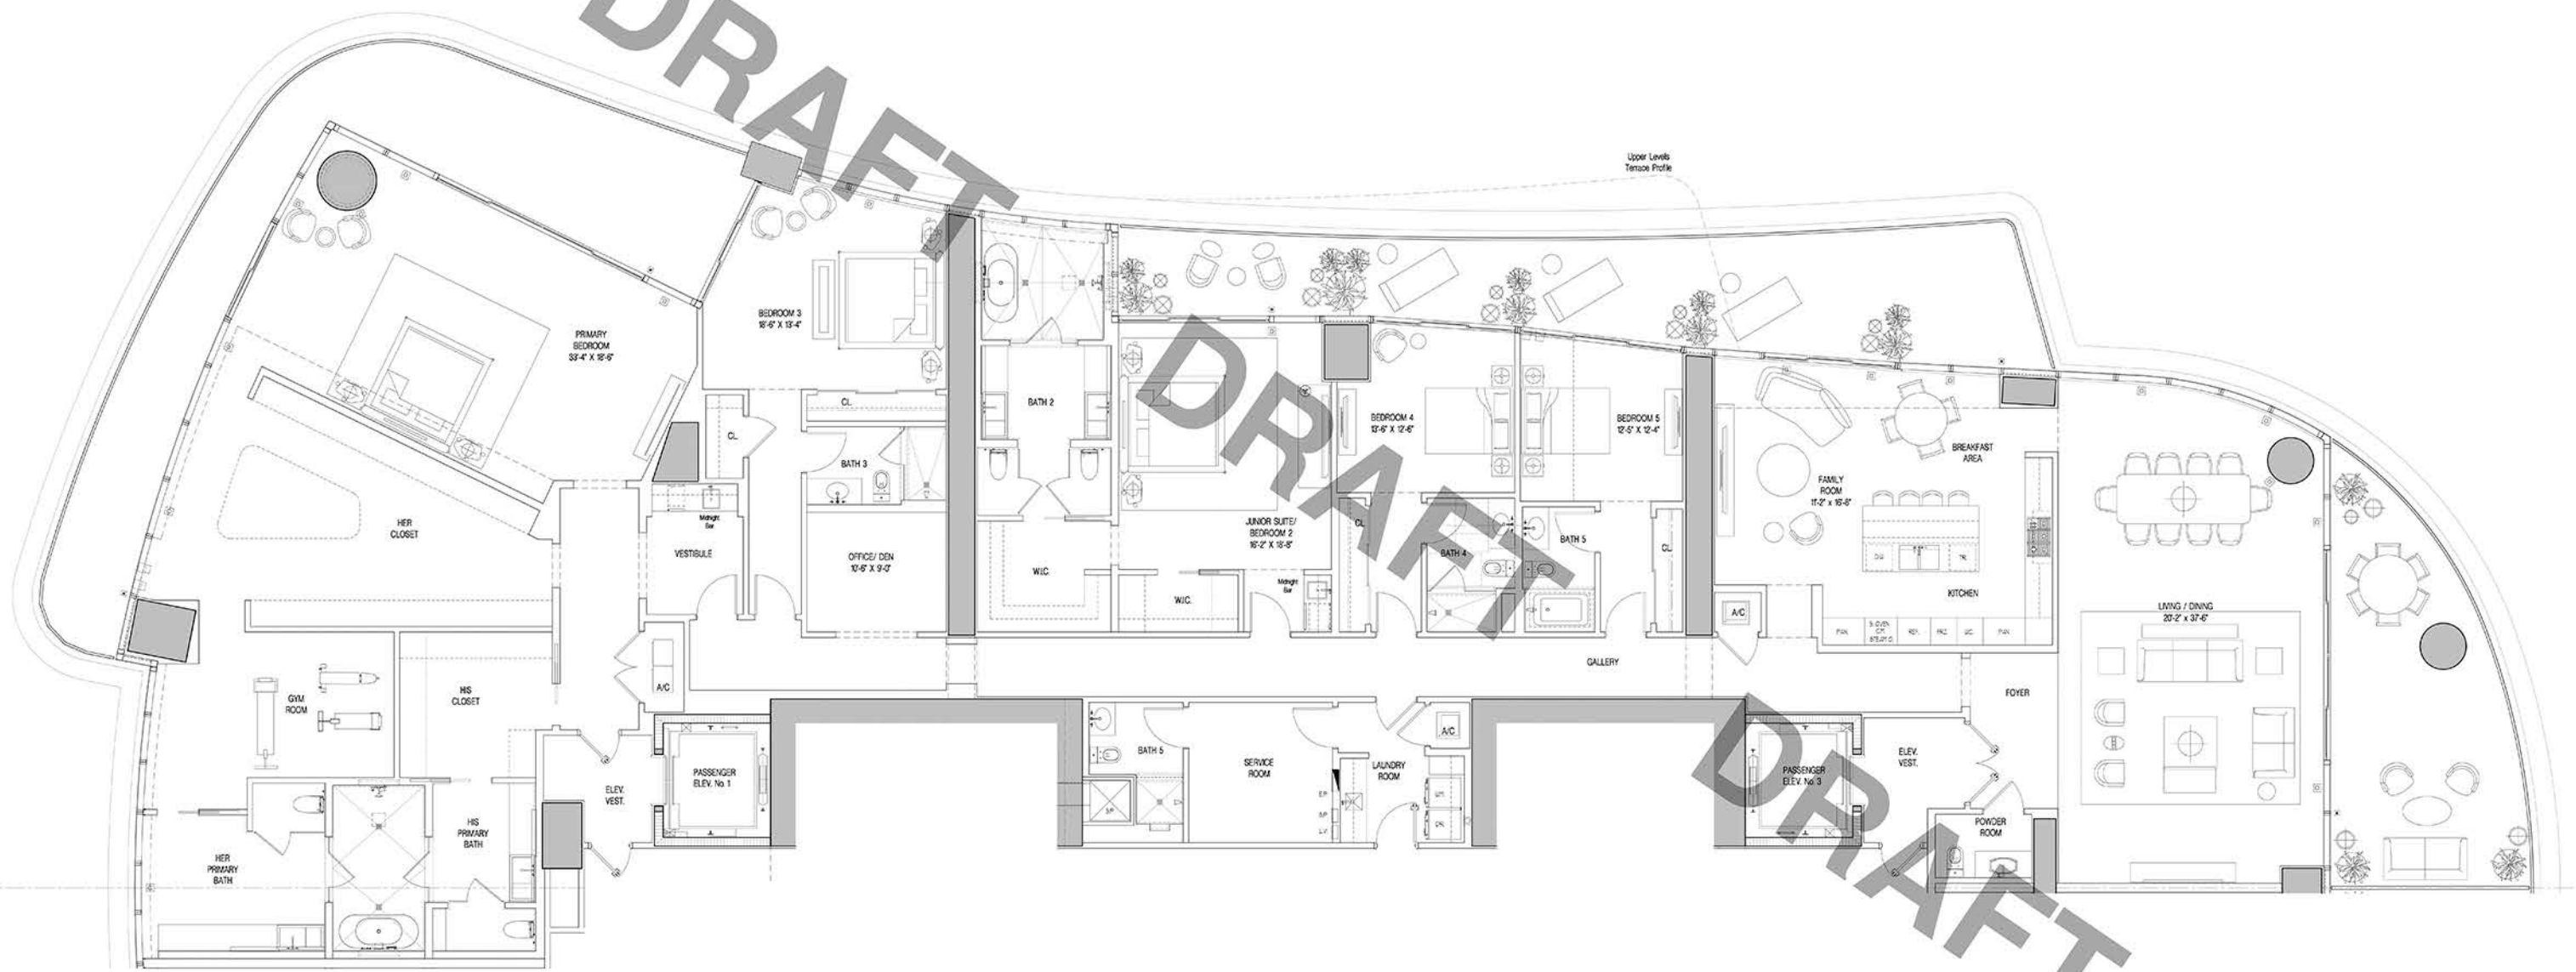 DRAFT
Upper Levels
Terrace Profile
PRIMARY
BEDROOM
33'-4" X 18'-6"
BEDROOM 3
18'-6" X 13'-4"
CL.
CL.
BATH 3
BATH 2
DRAFT
BEDROOM 4
13'-6" X 12'-6"
BEDROOM 5
12'-5" X 12'-4"
BREAKFAST
AREA
FAMILY
ROOM
HER
CLOSET
Midnight
Bar
VESTIBULE
OFFICE/ DEN
10'-6" X 9'-0"
W.I.C.
JUNIOR SUITE/
BEDROOM 2
16'-2" X 18'-8"
CL.
BATH 4
BATH 5
CL.
Midnight
Bar
W.I.C.
KITCHEN
A/C
LIVING / DINING
20'-2" x 37'-6"
GALLERY
FOYER
GYM
ROOM
HIS
CLOSET
A/C
PASSENGER
ELEV. No. 1
ELEV.
VEST.
BATH 5
SERVICE
ROOM
LAUNDRY
ROOM
A/C
DRAFT
PASSENGER
ELEV. No. 3
ELEV.
VEST.
POWDER
ROOM
HIS
PRIMARY
BATH
HER
PRIMARY
BATH